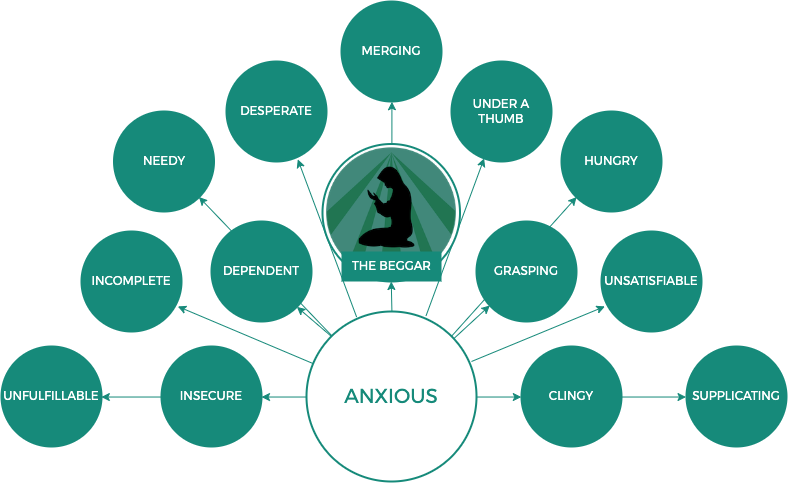 MERGING
DESPERATE
UNDER A
THUMB
NEEDY
HUNGRY
THE BEGGAR
DEPENDENT
GRASPING
INCOMPLETE
UNSATISFIABLE
UNFULFILLABLE
INSECURE
ANXIOUS
CLINGY
SUPPLICATING